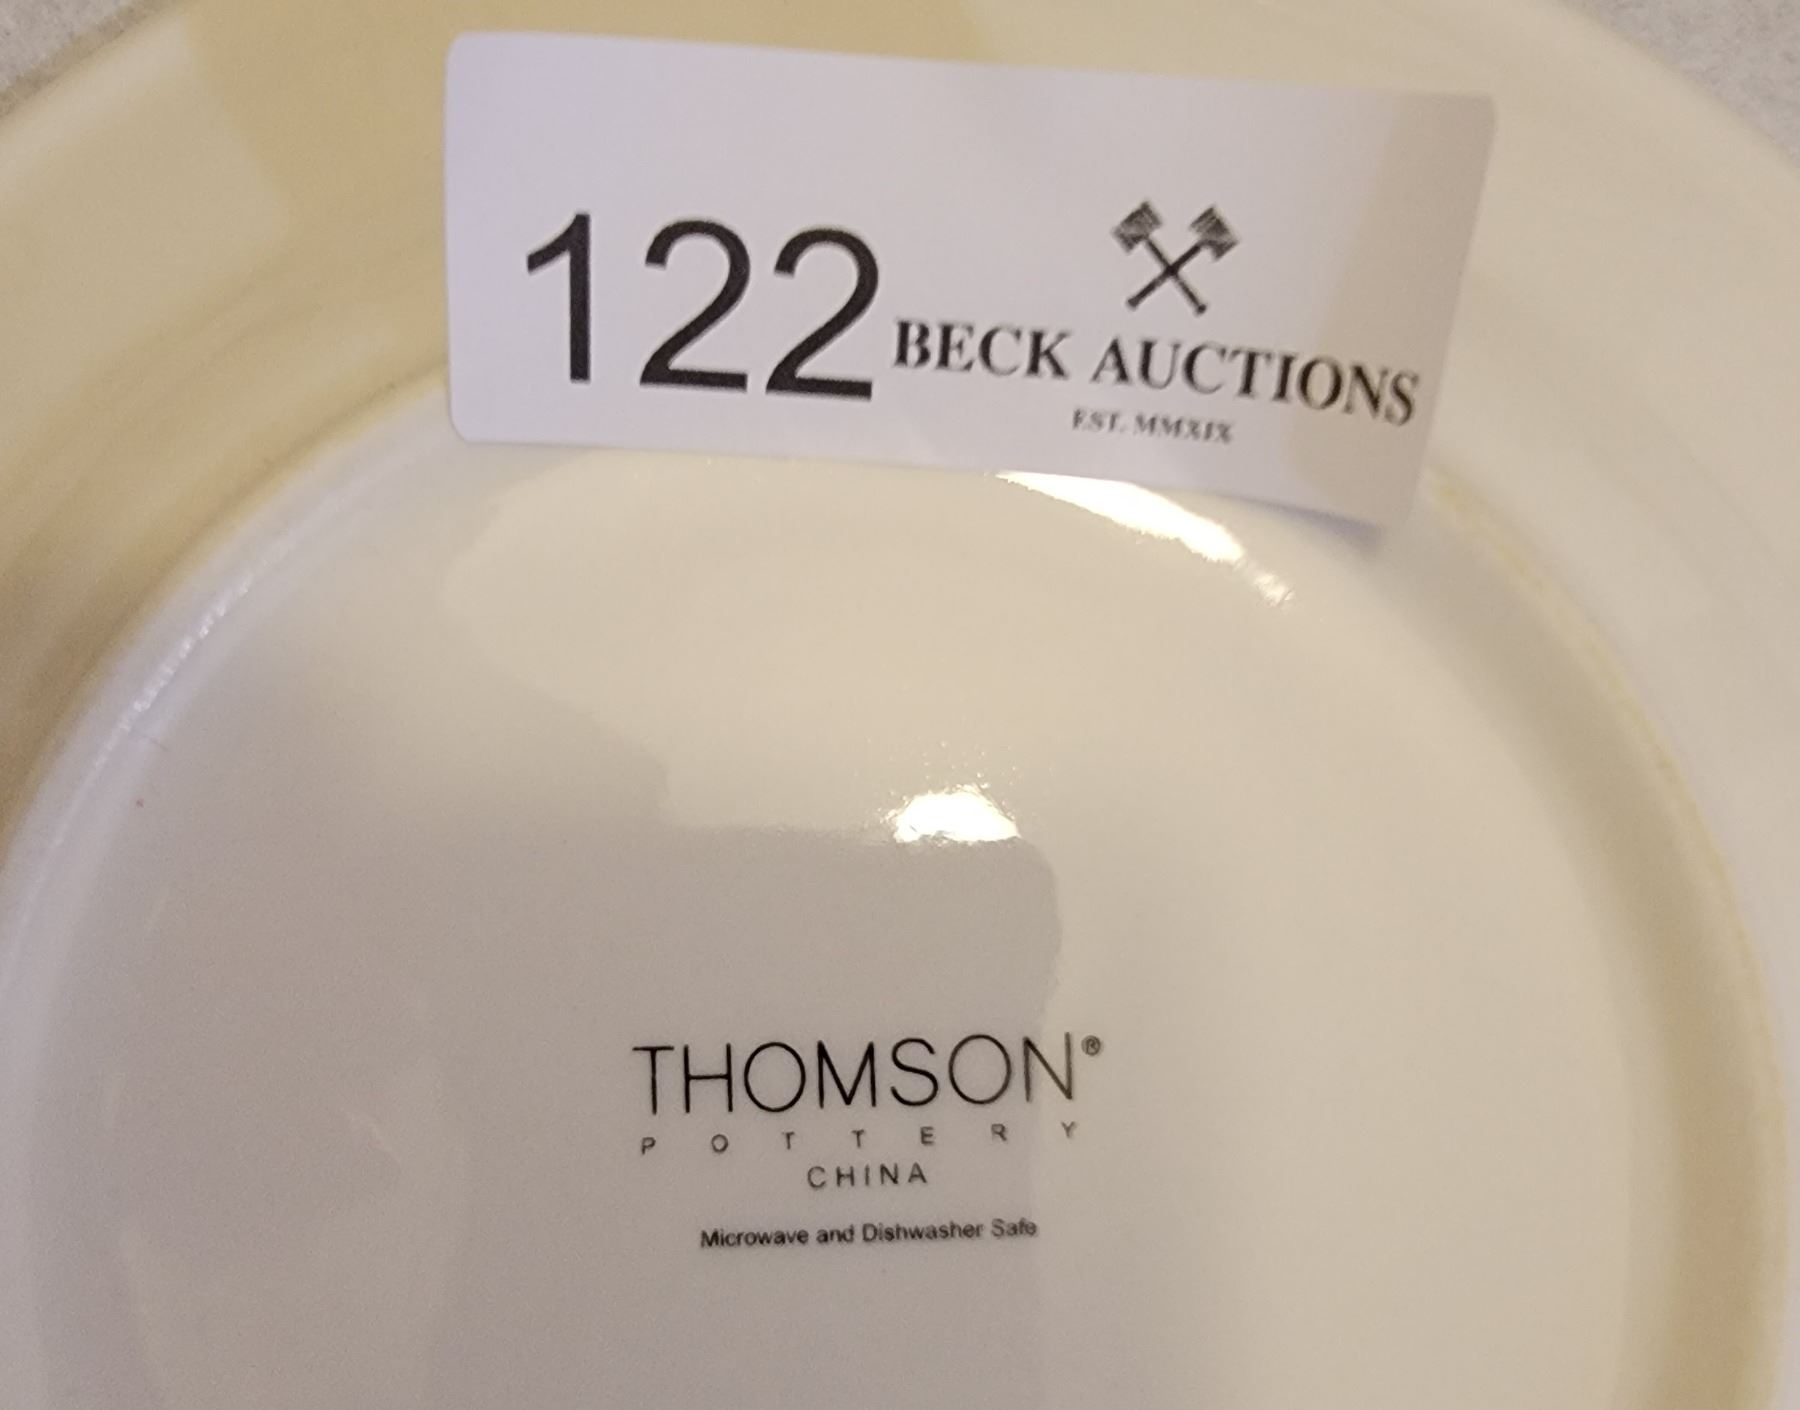 122
BECK AUCTIONS
EST. MMXIX
THOMSON®
POTTERY
CHINA
Microwave and Dishwasher Safe